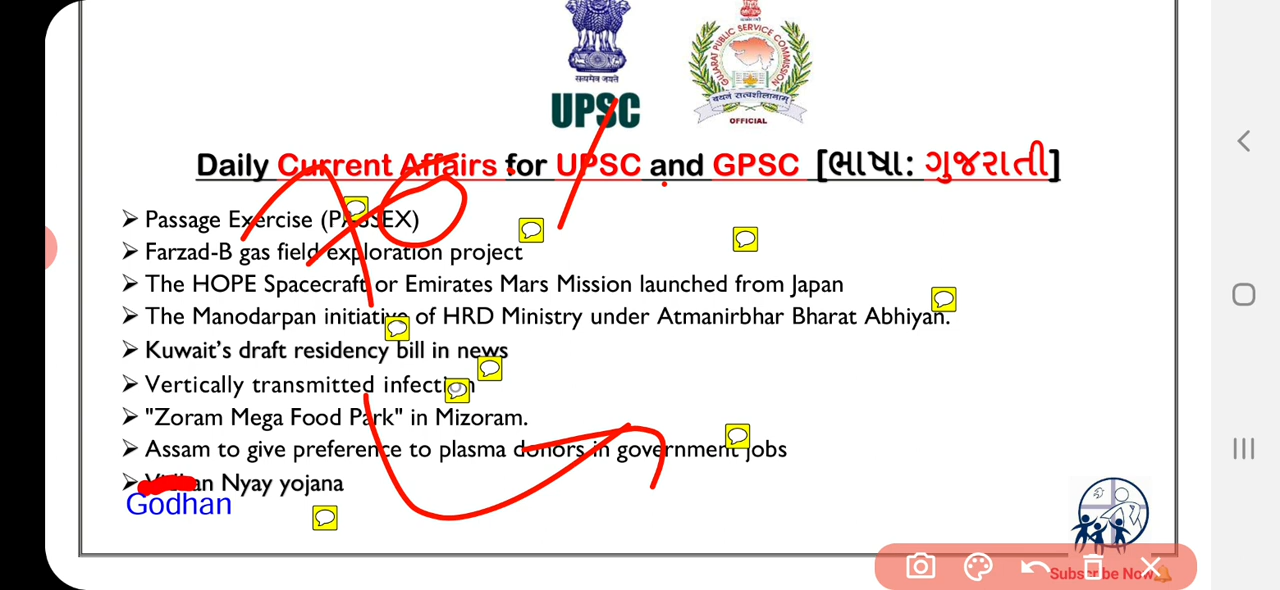 सत्यमेव जयते
UPSC
GUJARAT PUBLIC SERVICE COMMISSION
OFFICIAL
Daily Current Affairs for UPSC and GPSC [ભાષા: ગુજરાતી]
➢ Passage Exercise (PASSEX)
➢ Farzad-B gas field exploration project
➢ The HOPE Spacecraft or Emirates Mars Mission launched from Japan
➢ The Manodarpan initiative of HRD Ministry under Atmanirbhar Bharat Abhiyan.
➢ Kuwait's draft residency bill in news
➢ Vertically transmitted infection
➢ "Zoram Mega Food Park" in Mizoram.
➢ Assam to give preference to plasma donors in government jobs
➢ Nyay yojana
Godhan
Subscribe Now